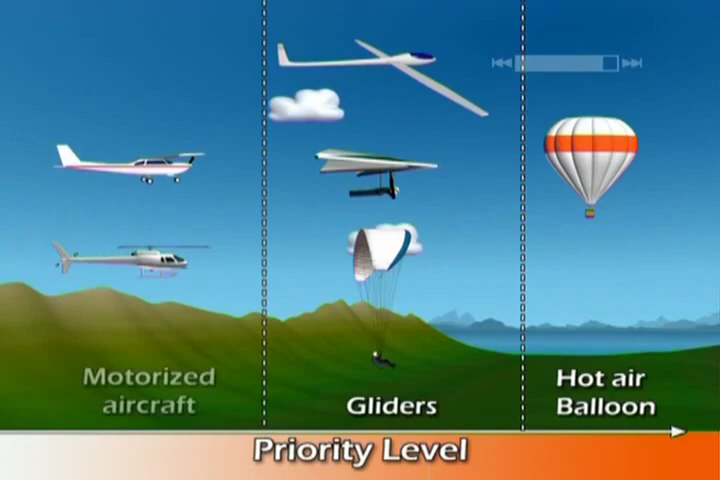 Motorized
aircraft
Gliders
Hot air
Balloon
Priority Level